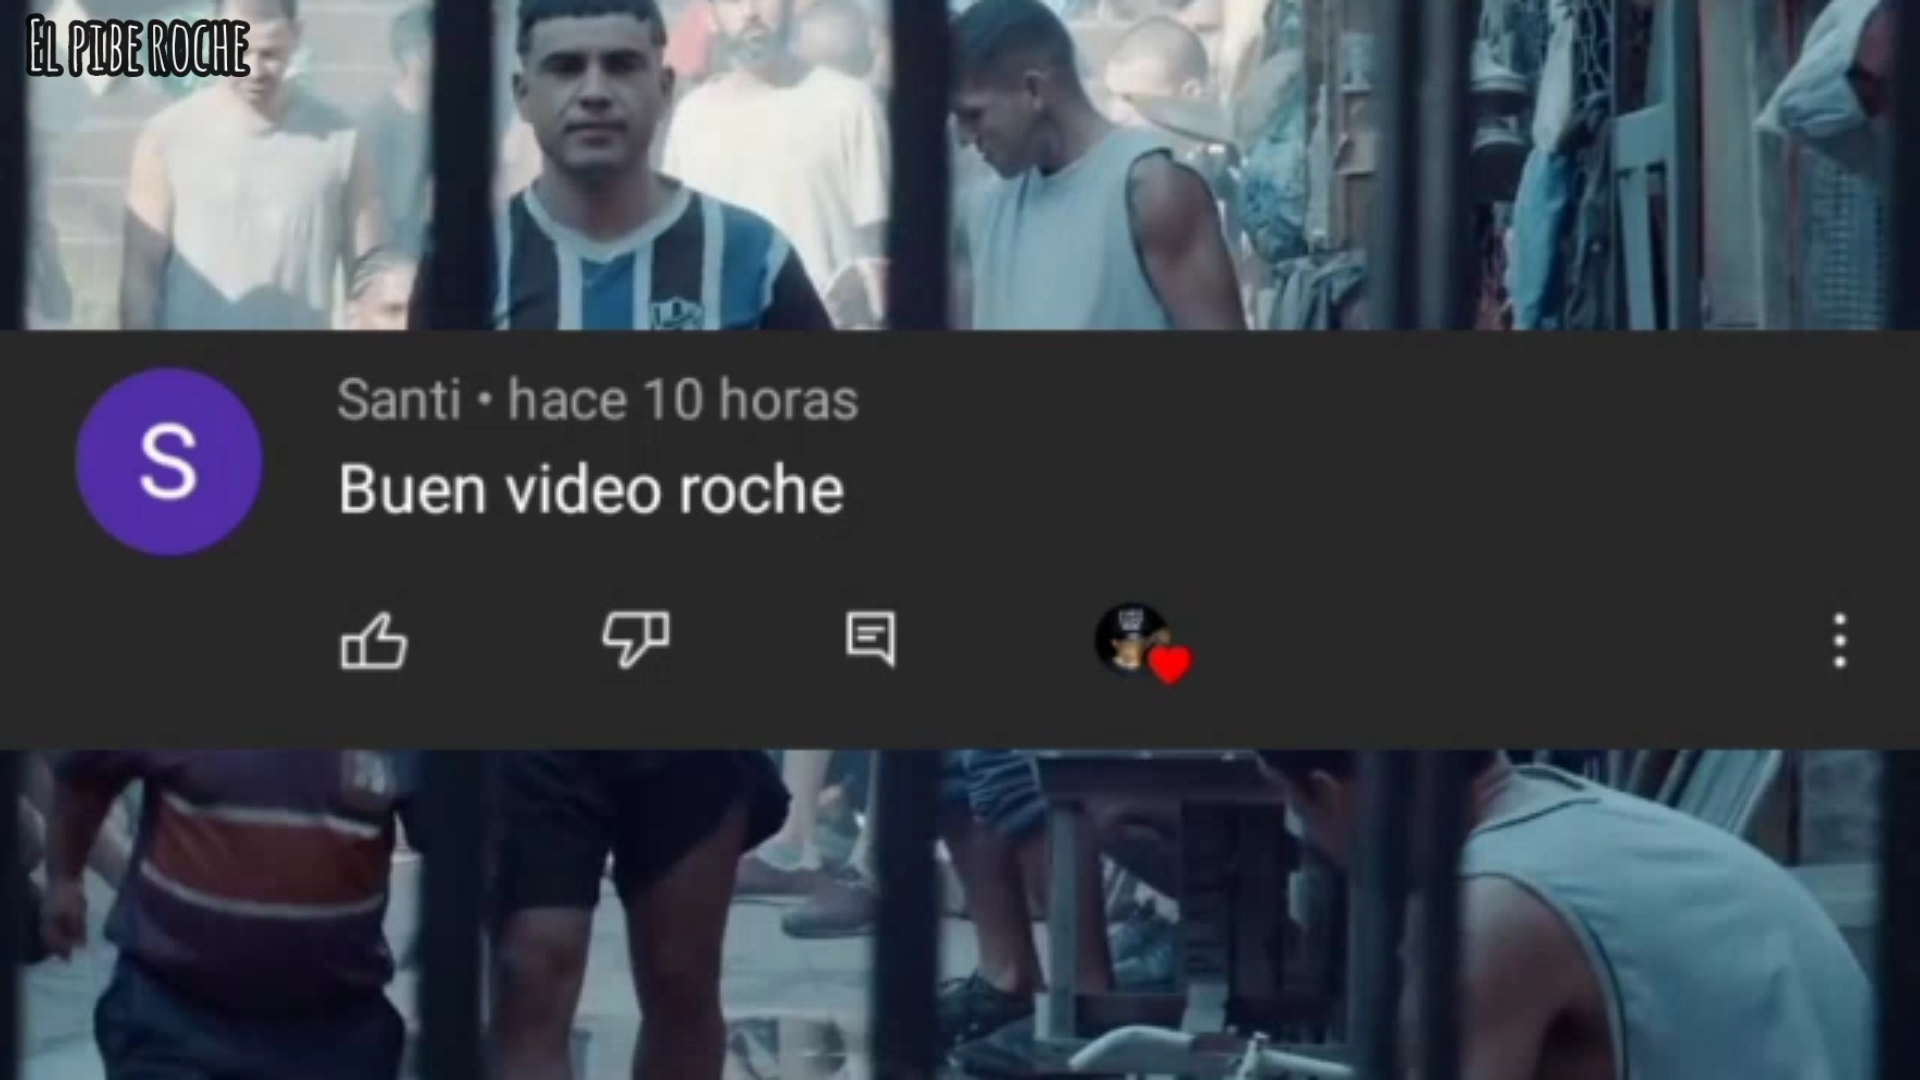 EL PIBE ROCHE
Santi • hace 10 horas
S
Buen video roche